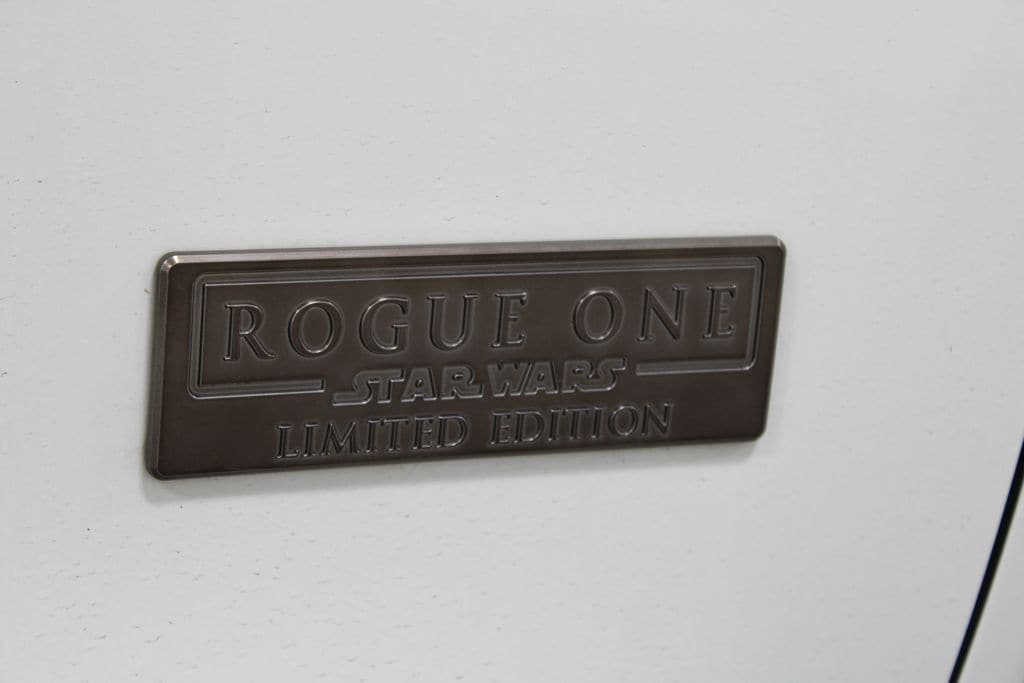 ROGUE ONE
STAR WARS
LIMITED EDITION